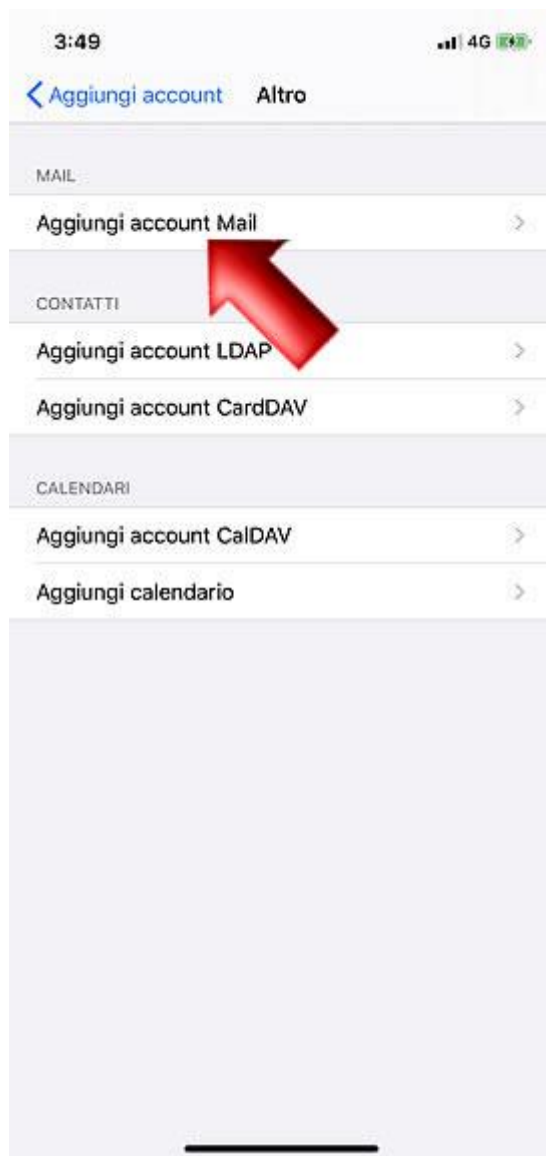 3:49 4G
Aggiungi account Altro
MAIL
Aggiungi account Mail
CONTATTI
Aggiungi account LDAP
Aggiungi account CardDAV
CALENDARI
Aggiungi account CalDAV
Aggiungi calendario